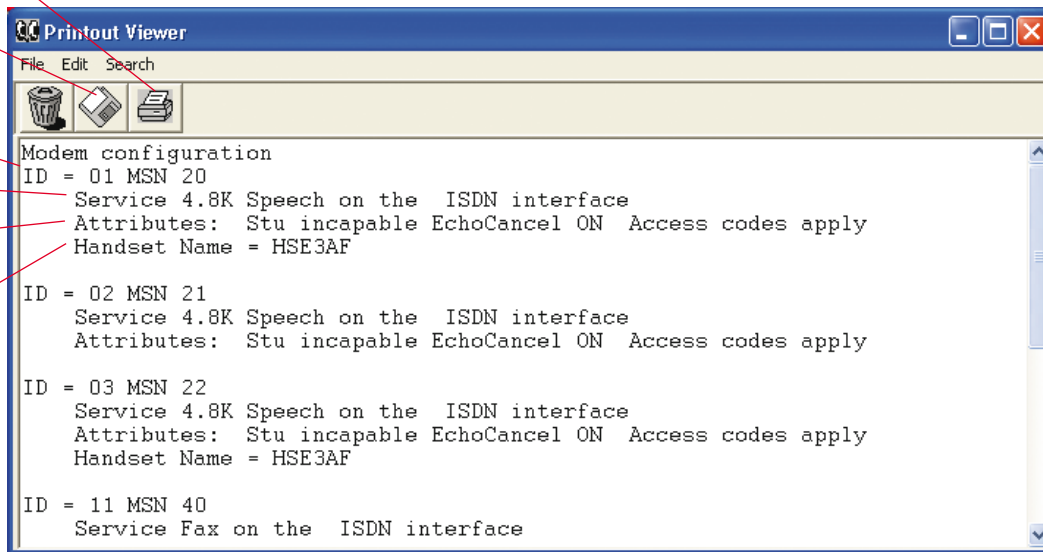 Printout Viewer
File Edit Search
Modem configuration
ID = 01 MSN 20
Service 4.8K Speech on the ISDN interface
Attributes: Stu incapable EchoCancel ON Access codes apply
Handset Name = HSE3AF
ID = 02 MSN 21
Service 4.8K Speech on the ISDN interface
Attributes: Stu incapable EchoCancel ON Access codes apply
ID = 03 MSN 22
Service 4.8K Speech on the ISDN interface
Attributes: Stu incapable EchoCancel ON Access codes apply
Handset Name = HSE3AF
ID = 11 MSN 40
Service Fax on the ISDN interface